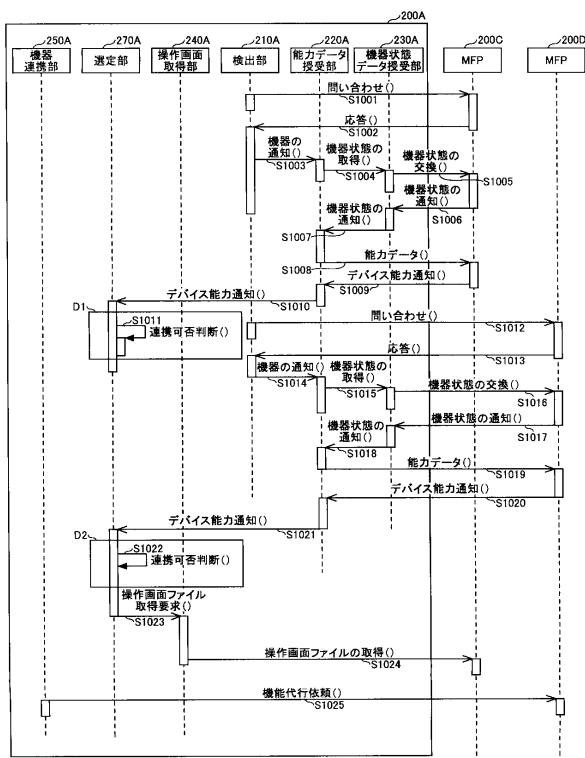 200A
250A
270A
240A
210A
220A
230A
200C
200D
機器
連携部
選定部
操作画面
取得部
検出部
能力データ
授受部
機器状態
データ授受部
MFP
MFP
問い合わせ()
S1001
応答()
S1002
機器の
通知()
S1003
機器状態の
取得()
S1004
機器状態の
交換()
S1005
機器状態の
通知()
S1006
機器状態の
通知()
S1007
能力データ()
S1008
デバイス能力通知()
S1009
デバイス能力通知()
S1010
D1
S1011
連携可否判断()
問い合わせ()
S1012
応答()
S1013
機器の通知()
S1014
機器状態の
取得()
S1015
機器状態の交換()
S1016
機器状態の通知()
S1017
機器状態の
通知()
S1018
能力データ()
S1019
デバイス能力通知()
S1020
デバイス能力通知()
S1021
D2
S1022
連携可否判断()
操作画面ファイル
取得要求()
S1023
操作画面ファイルの取得()
S1024
機能代行依頼()
S1025